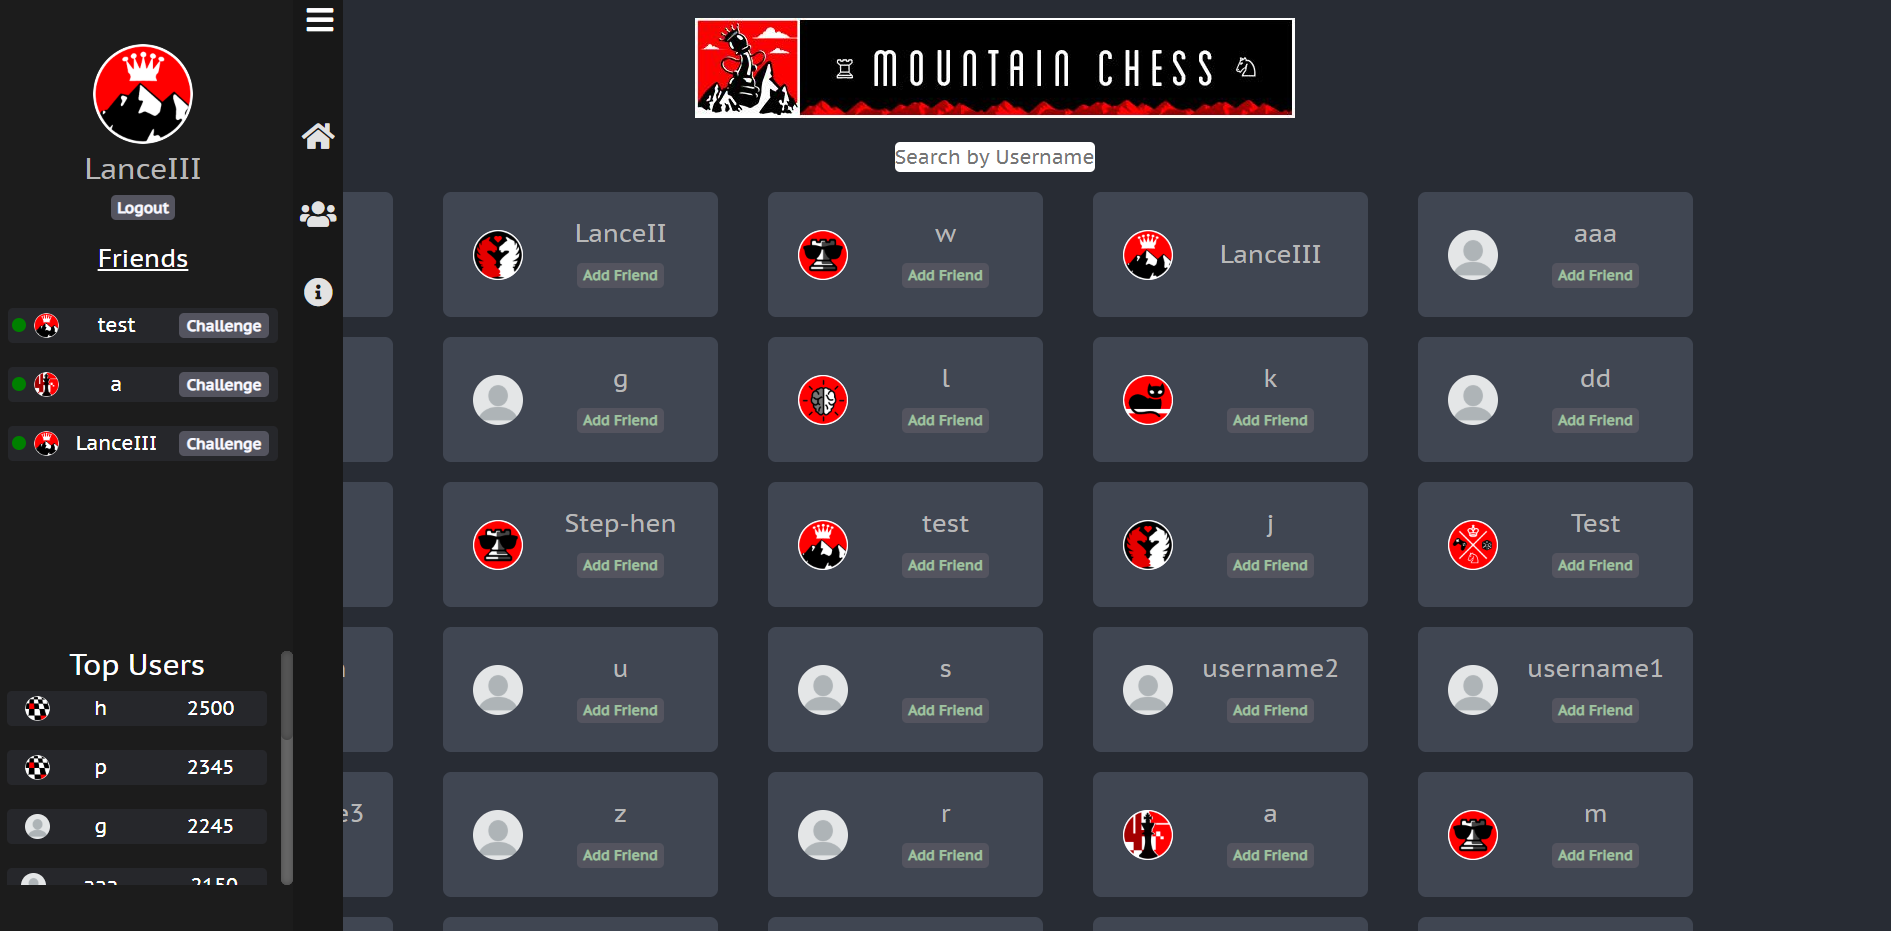 LanceIII
Logout
Friends
test Challenge
a Challenge
LanceIII Challenge
Top Users
h 2500
p 2345
g 2245
aaa 2150
MOUNTAIN CHESS
Search by Username
LanceII
Add Friend
w
Add Friend
LanceIII
aaa
Add Friend
g
Add Friend
l
Add Friend
k
Add Friend
dd
Add Friend
Step-hen
Add Friend
test
Add Friend
j
Add Friend
Test
Add Friend
u
Add Friend
s
Add Friend
username2
Add Friend
username1
Add Friend
e3
z
Add Friend
r
Add Friend
a
Add Friend
m
Add Friend